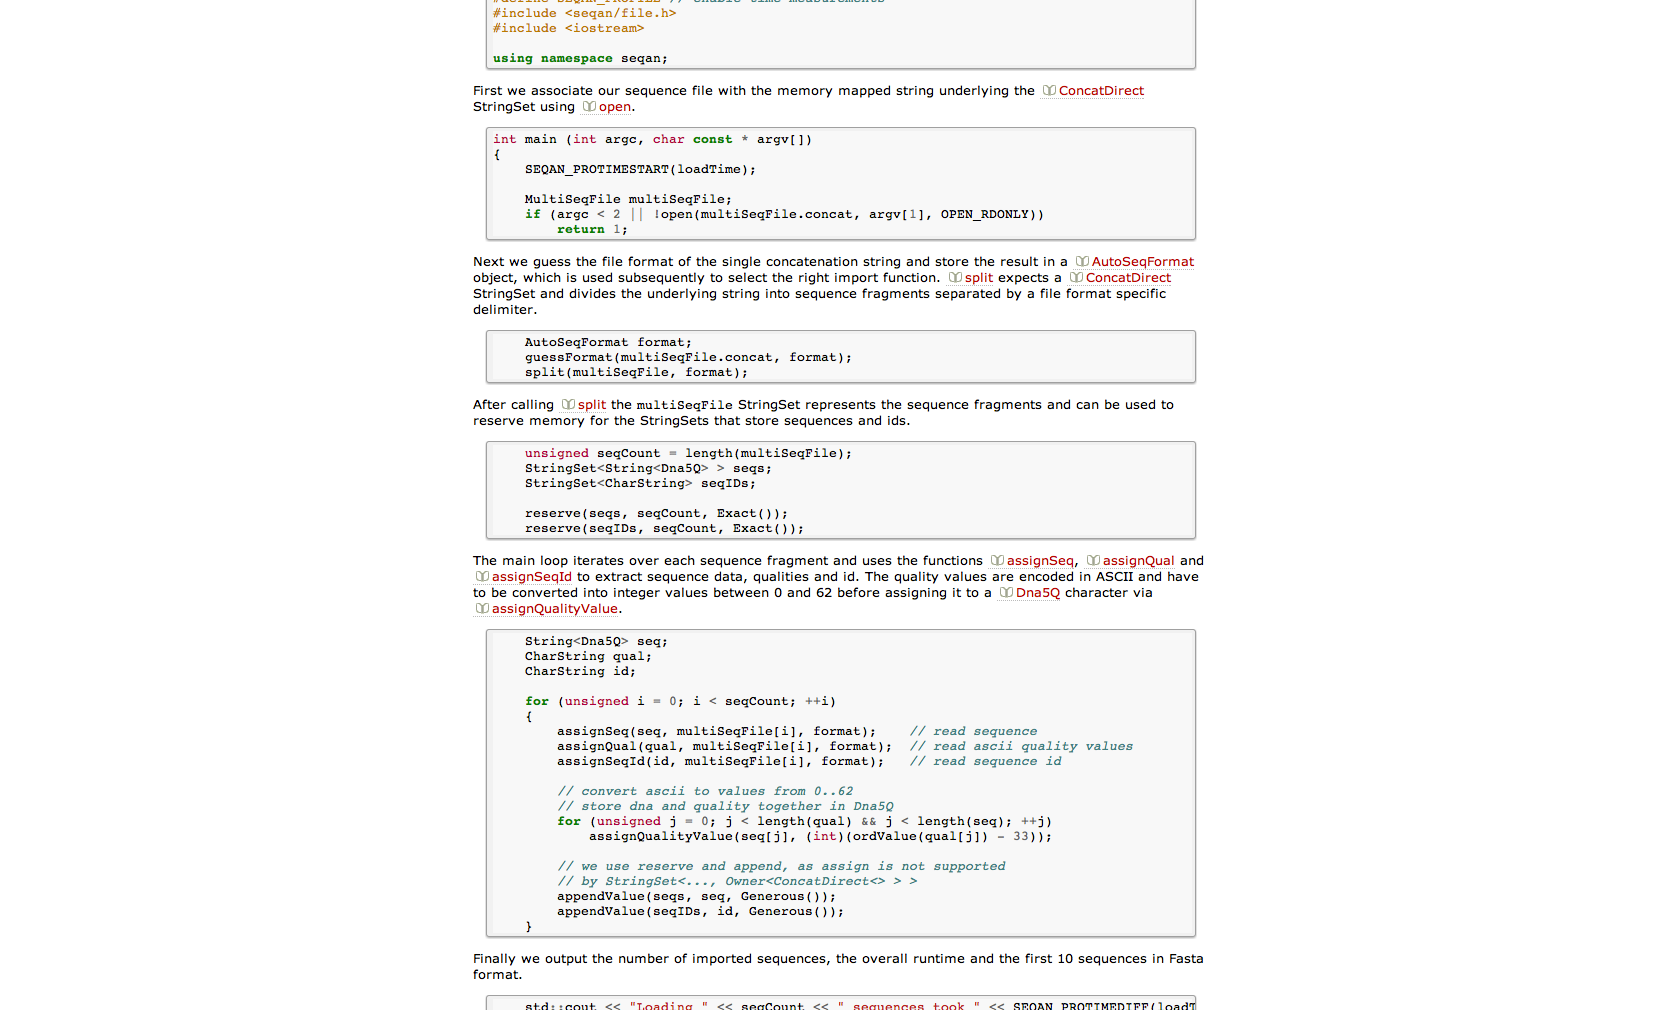 #include <seqan/file.h>
#include <iostream>
using namespace seqan;
First we associate our sequence file with the memory mapped string underlying the ConcatDirect
StringSet using open.
int main (int argc, char const * argv[])
{
SEQAN_PROTIMESTART(loadTime);
MultiSeqFile multiSeqFile;
if (argc < 2 || !open(multiSeqFile.concat, argv[1], OPEN_RDONLY))
return 1;
Next we guess the file format of the single concatenation string and store the result in a AutoSeqFormat
object, which is used subsequently to select the right import function. split expects a ConcatDirect
StringSet and divides the underlying string into sequence fragments separated by a file format specific
delimiter.
AutoSeqFormat format;
guessFormat(multiSeqFile.concat, format);
split(multiSeqFile, format);
After calling split the multiSeqFile StringSet represents the sequence fragments and can be used to
reserve memory for the StringSets that store sequences and ids.
unsigned seqCount = length(multiSeqFile);
StringSet<String<Dna5Q> > seqs;
StringSet<CharString> seqIDs;
reserve(seqs, seqCount, Exact());
reserve(seqIDs, seqCount, Exact());
The main loop iterates over each sequence fragment and uses the functions assignSeq, assignQual and
assignSeqId to extract sequence data, qualities and id. The quality values are encoded in ASCII and have
to be converted into integer values between 0 and 62 before assigning it to a Dna5Q character via
assignQualityValue.
String<Dna5Q> seq;
CharString qual;
CharString id;
for (unsigned i = 0; i < seqCount; ++i)
{
assignSeq(seq, multiSeqFile[i], format);    // read sequence
assignQual(qual, multiSeqFile[i], format);  // read ascii quality values
assignSeqId(id, multiSeqFile[i], format);   // read sequence id
// convert ascii to values from 0..62
// store dna and quality together in Dna5Q
for (unsigned j = 0; j < length(qual) && j < length(seq); ++j)
assignQualityValue(seq[j], (int)(ordValue(qual[j]) - 33));
// we use reserve and append, as assign is not supported
// by StringSet<..., Owner<ConcatDirect<> > >
appendValue(seqs, seq, Generous());
appendValue(seqIDs, id, Generous());
}
Finally we output the number of imported sequences, the overall runtime and the first 10 sequences in Fasta
format.
std::cout << "Loading " << seqCount << " sequences took " << SEQAN_PROTIMEDIFF(loadT